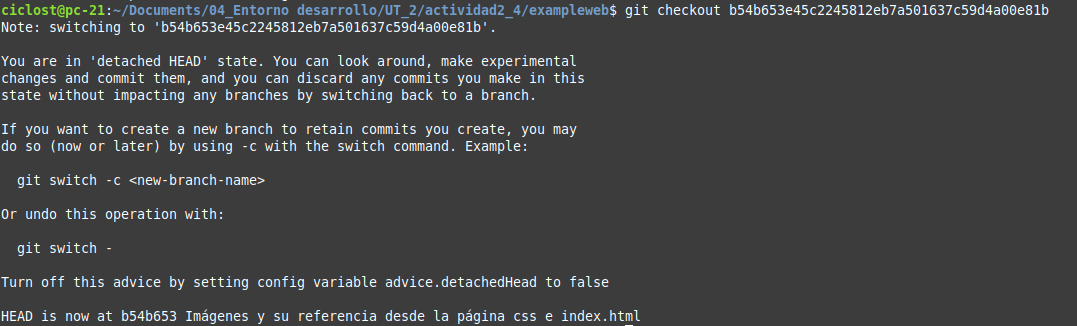 ciclost@pc-21:~/Documents/04_Entorno desarrollo/UT_2/actividad2_4/exampleweb$ git checkout b54b653e45c2245812eb7a501637c59d4a00e81b
Note: switching to 'b54b653e45c2245812eb7a501637c59d4a00e81b'.
You are in 'detached HEAD' state. You can look around, make experimental
changes and commit them, and you can discard any commits you make in this
state without impacting any branches by switching back to a branch.
If you want to create a new branch to retain commits you create, you may
do so (now or later) by using -c with the switch command. Example:
git switch -c <new-branch-name>
Or undo this operation with:
git switch -
Turn off this advice by setting config variable advice.detachedHead to false
HEAD is now at b54b653 Imágenes y su referencia desde la página css e index.html